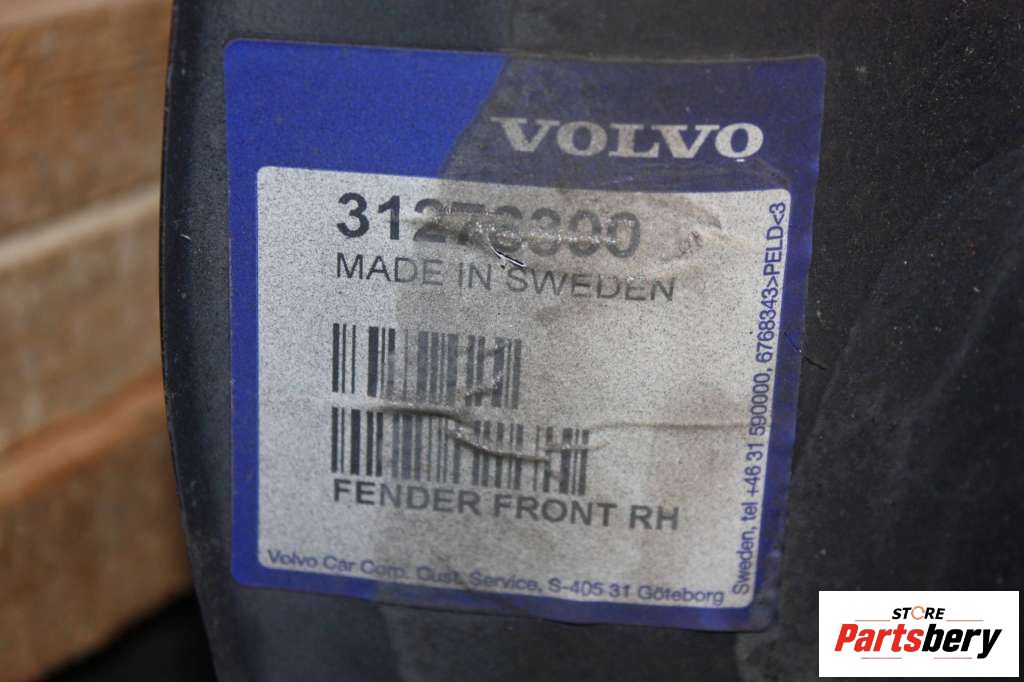 VOLVO
31278300
MADE IN SWEDEN
FENDER FRONT RH
Volvo Car Corp. Cust. Service, S-405 31 Göteborg
Sweden, tel +46 31 590000, 6768343>PELD<3
STORE
Partsbery